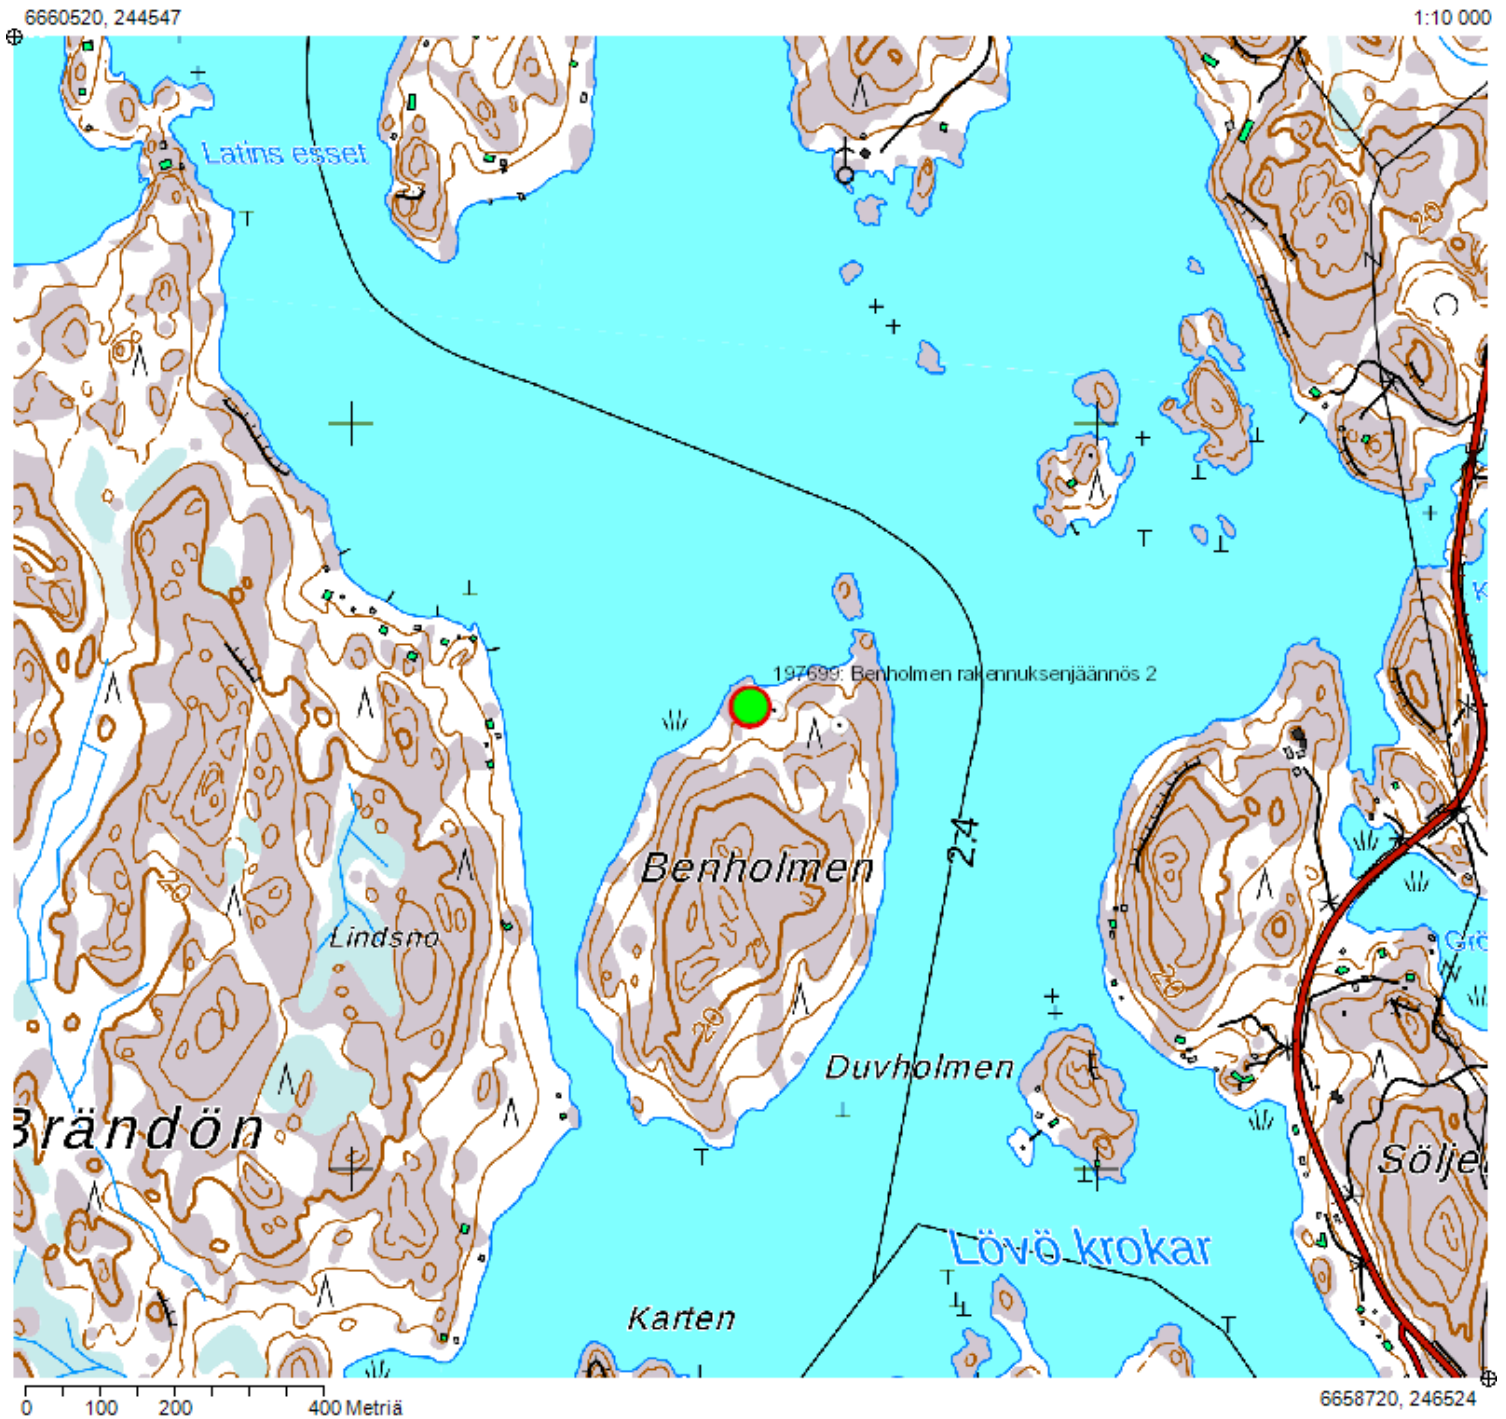 6660520, 244547
1:10 000
Latins esset
20
197699: Benholmen rakennuksenjäännös 2
2.4
Benholmen
20
Lindsno
20
20
Duvholmen
Brändön
Sölje
Lövö krokar
Karten
0 100 200 400 Metriä
6658720, 246524